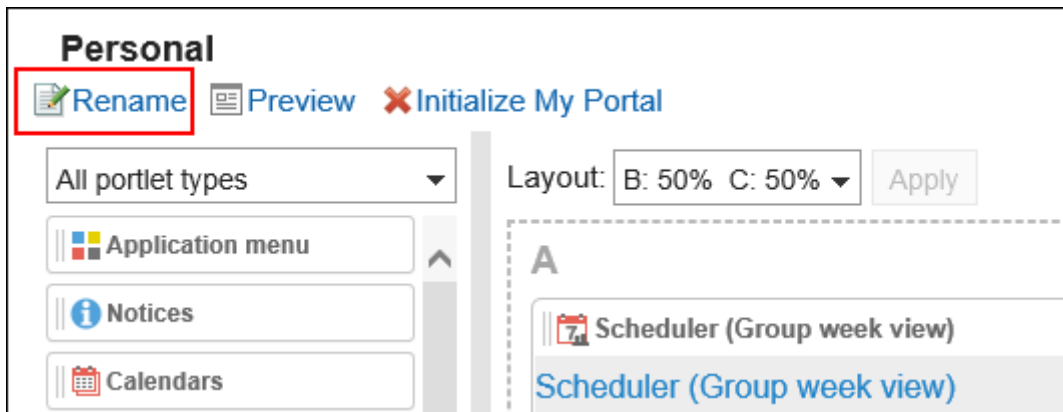 Personal
Rename Preview Initialize My Portal
All portlet types
Layout: B: 50% C: 50% Apply
Application menu
A
Notices
7 Scheduler (Group week view)
Calendars
Scheduler (Group week view)